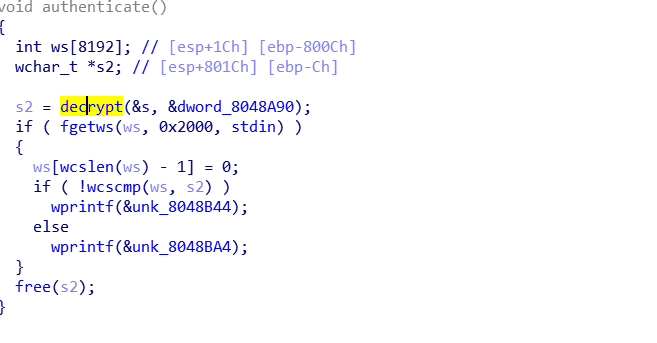 void authenticate()
{
int ws[8192]; // [esp+1Ch] [ebp-800Ch]
wchar_t *s2; // [esp+801Ch] [ebp-Ch]
s2 = decrypt(&s, &dword_8048A90);
if ( fgetws(ws, 0x2000, stdin) )
{
ws[wcslen(ws) - 1] = 0;
if ( !wcscmp(ws, s2) )
wprintf(&unk_8048B44);
else
wprintf(&unk_8048BA4);
}
free(s2);
}